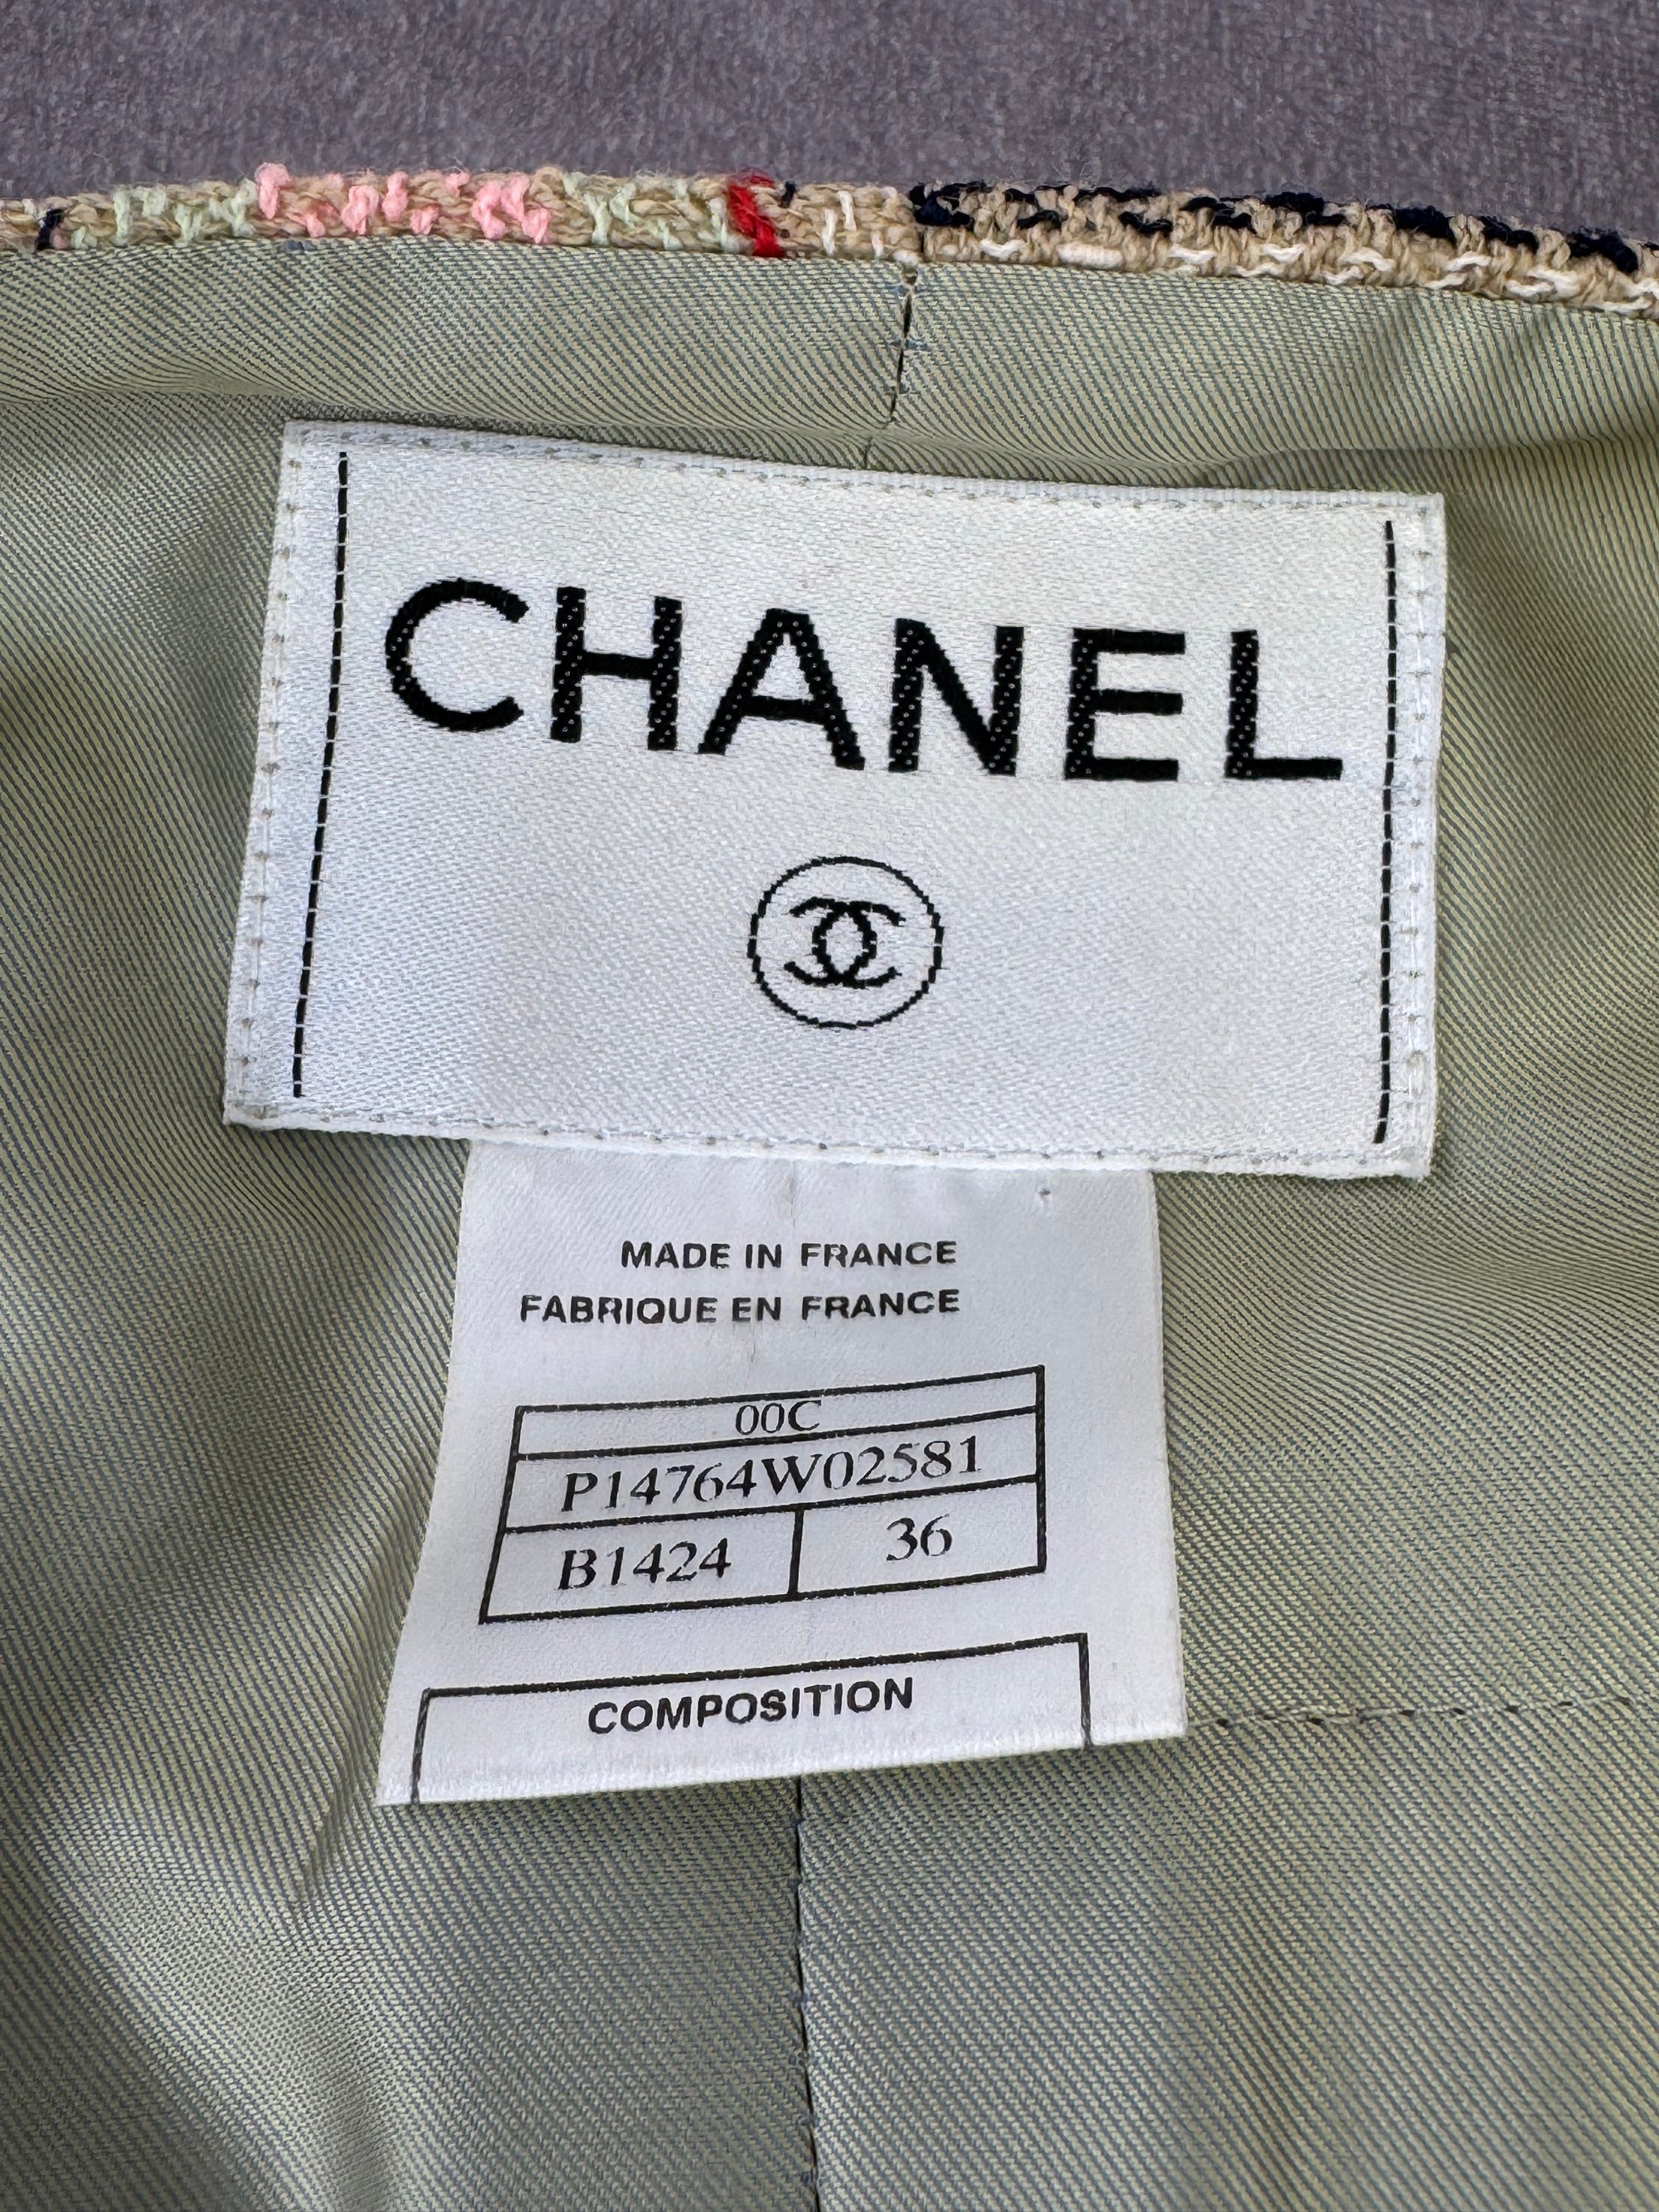 CHANEL
MADE IN FRANCE
FABRIQUE EN FRANCE
00C
P14764W02581
B1424 36
COMPOSITION